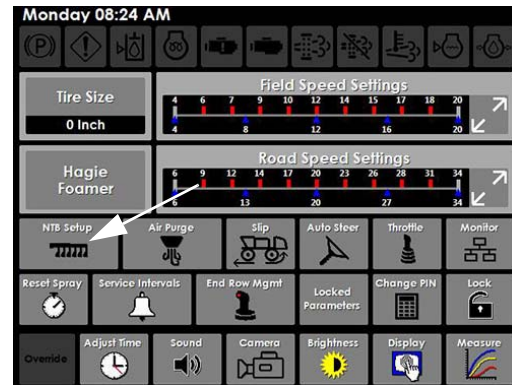 Monday 08:24 AM
Tire Size
0 Inch
Field Speed Settings
4 6 7 9 10 12 14 15 17 18 20
4 8 12 16 20
Hagie
Foamer
Road Speed Settings
6 9 12 14 17 20 23 26 28 31 34
6 13 20 27 34
NTB Setup
Air Purge
Slip
Auto Steer
Throttle
Monitor
Reset Spray
Service Intervals
End Row Mgmt
Locked
Parameters
Change PIN
Lock
Override
Adjust Time
Sound
Camera
Brightness
Display
Measure